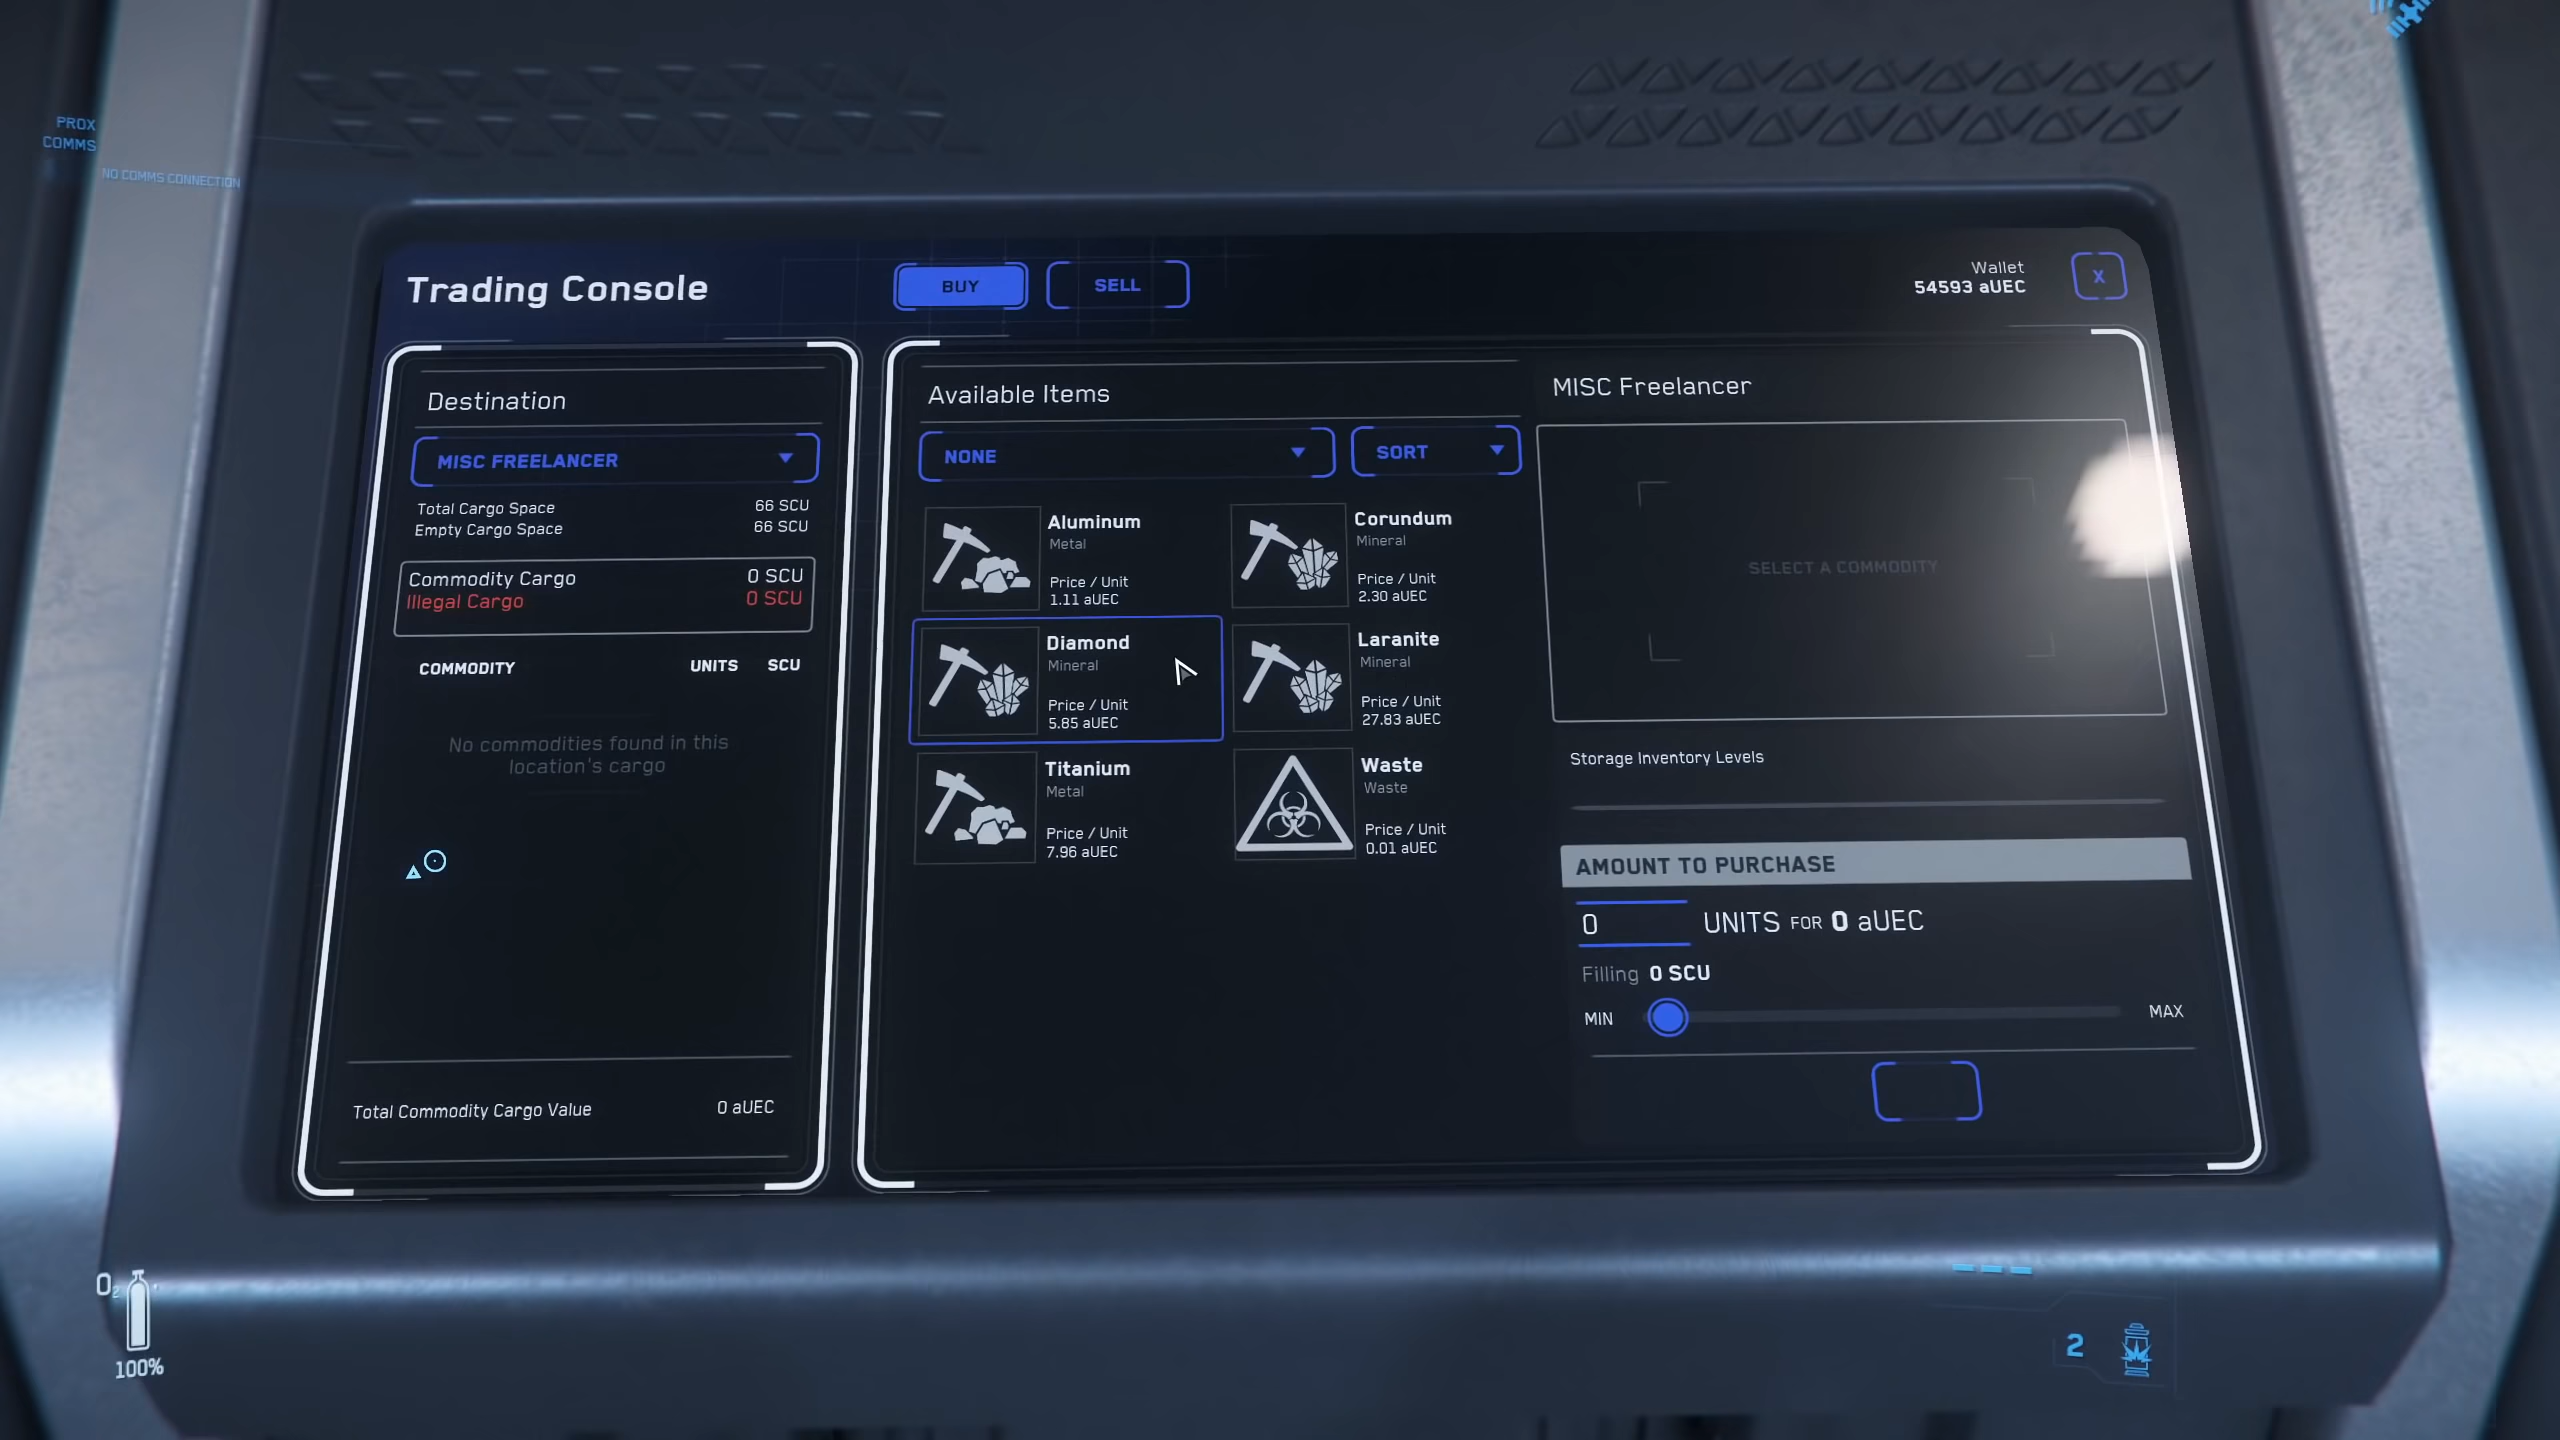 PROX
COMMS
NO COMMS CONNECTION
Trading Console
BUY
SELL
Wallet
54593 aUEC
X
Destination
MISC FREELANCER
Total Cargo Space 66 SCU
Empty Cargo Space 66 SCU
Commodity Cargo 0 SCU
Illegal Cargo 0 SCU
COMMODITY UNITS SCU
No commodities found in this
location's cargo
Total Commodity Cargo Value 0 aUEC
Available Items
NONE
SORT
Aluminum
Metal
Price / Unit
1.11 aUEC
Corundum
Mineral
Price / Unit
2.30 aUEC
Diamond
Mineral
Price / Unit
5.85 aUEC
Laranite
Mineral
Price / Unit
27.83 aUEC
Titanium
Metal
Price / Unit
7.96 aUEC
Waste
Waste
Price / Unit
0.01 aUEC
MISC Freelancer
SELECT A COMMODITY
Storage Inventory Levels
AMOUNT TO PURCHASE
0 UNITS FOR 0 aUEC
Filling 0 SCU
MIN MAX
O2
100%
2